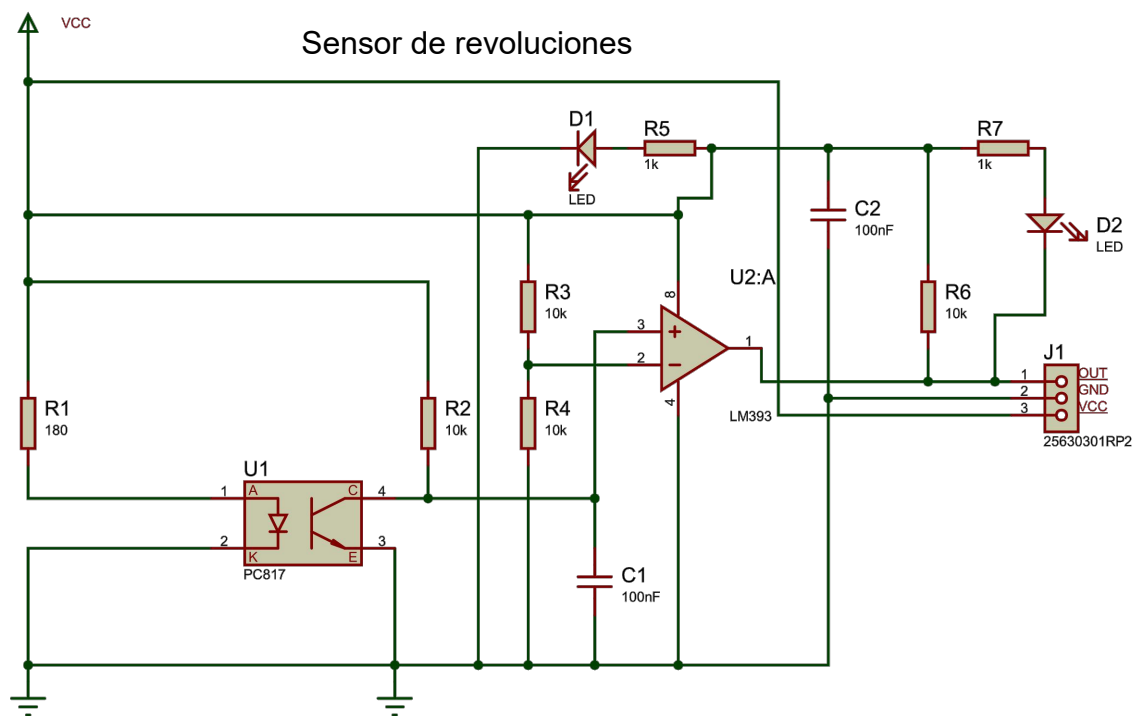 VCC
Sensor de revoluciones
D1
LED
R5
1k
R7
1k
C2
100nF
D2
LED
U2:A
8
3
2
1
4
LM393
R3
10k
R4
10k
R6
10k
J1
1
2
3
OUT
GND
VCC
25630301RP2
R1
180
R2
10k
U1
1
2
4
3
A
K
C
E
PC817
C1
100nF